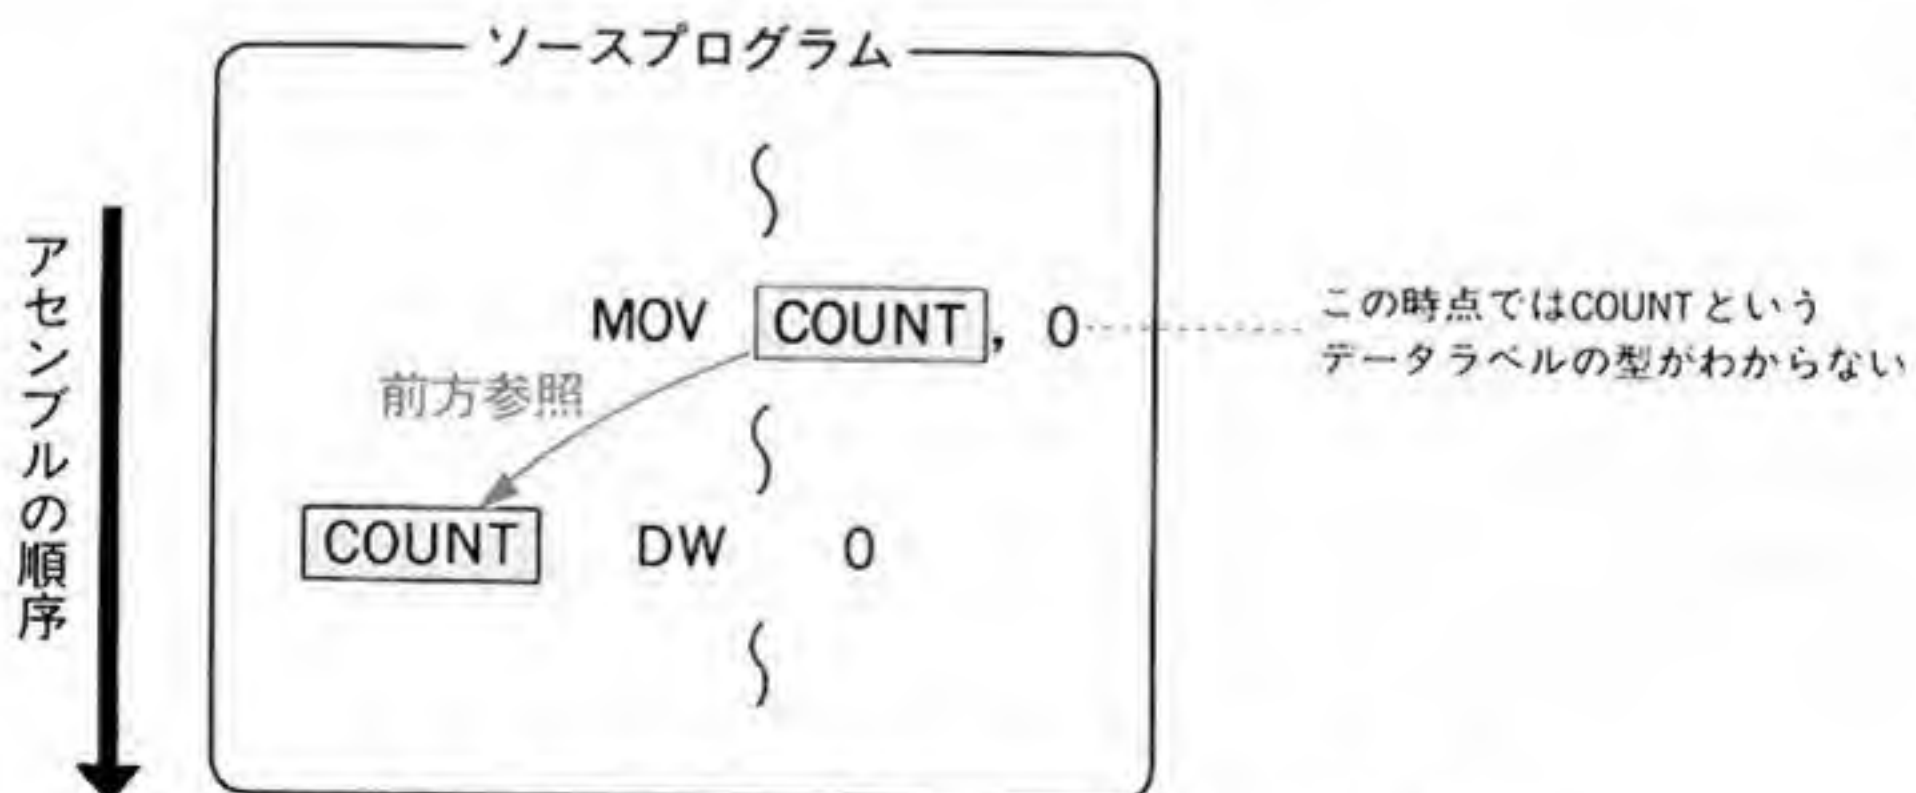 ソースプログラム
アセンブルの順序
MOV COUNT, 0
この時点ではCOUNTという
データラベルの型がわからない
前方参照
COUNT DW 0